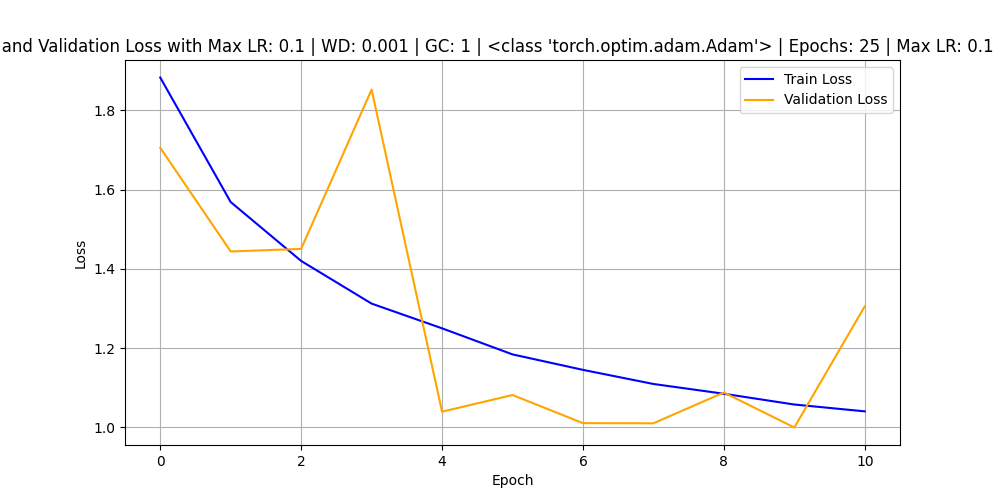 and Validation Loss with Max LR: 0.1 | WD: 0.001 | GC: 1 | <class 'torch.optim.adam.Adam'> | Epochs: 25 | Max LR: 0.1
Train Loss
Validation Loss
1.8
1.6
1.4
1.2
1.0
Loss
0 2 4 6 8 10
Epoch